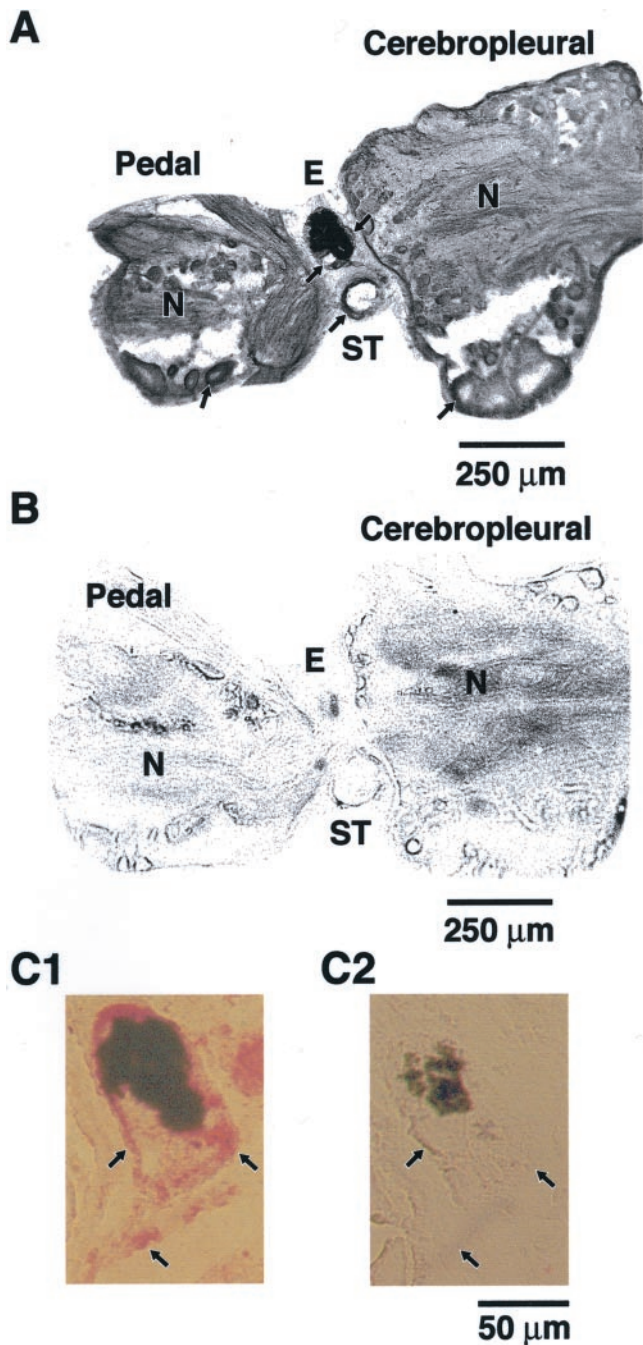 A
Cerebropleural
Pedal
E
N
N
ST
250 μm
B
Cerebropleural
Pedal
E
N
N
ST
250 μm
C1
C2
50 μm